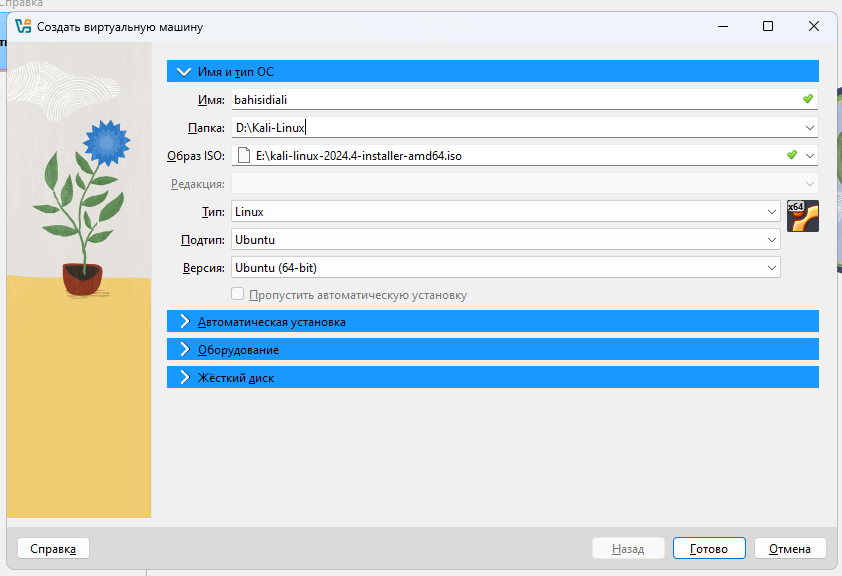 Справка
Создать виртуальную машину
Имя и тип ОС
Имя: bahisidiali
Папка: D:\Kali-Linux
Образ ISO: E:\kali-linux-2024.4-installer-amd64.iso
Редакция:
Тип: Linux
x64
Подтип: Ubuntu
Версия: Ubuntu (64-bit)
Пропустить автоматическую установку
Автоматическая установка
Оборудование
Жёсткий диск
Справка Назад Готово Отмена